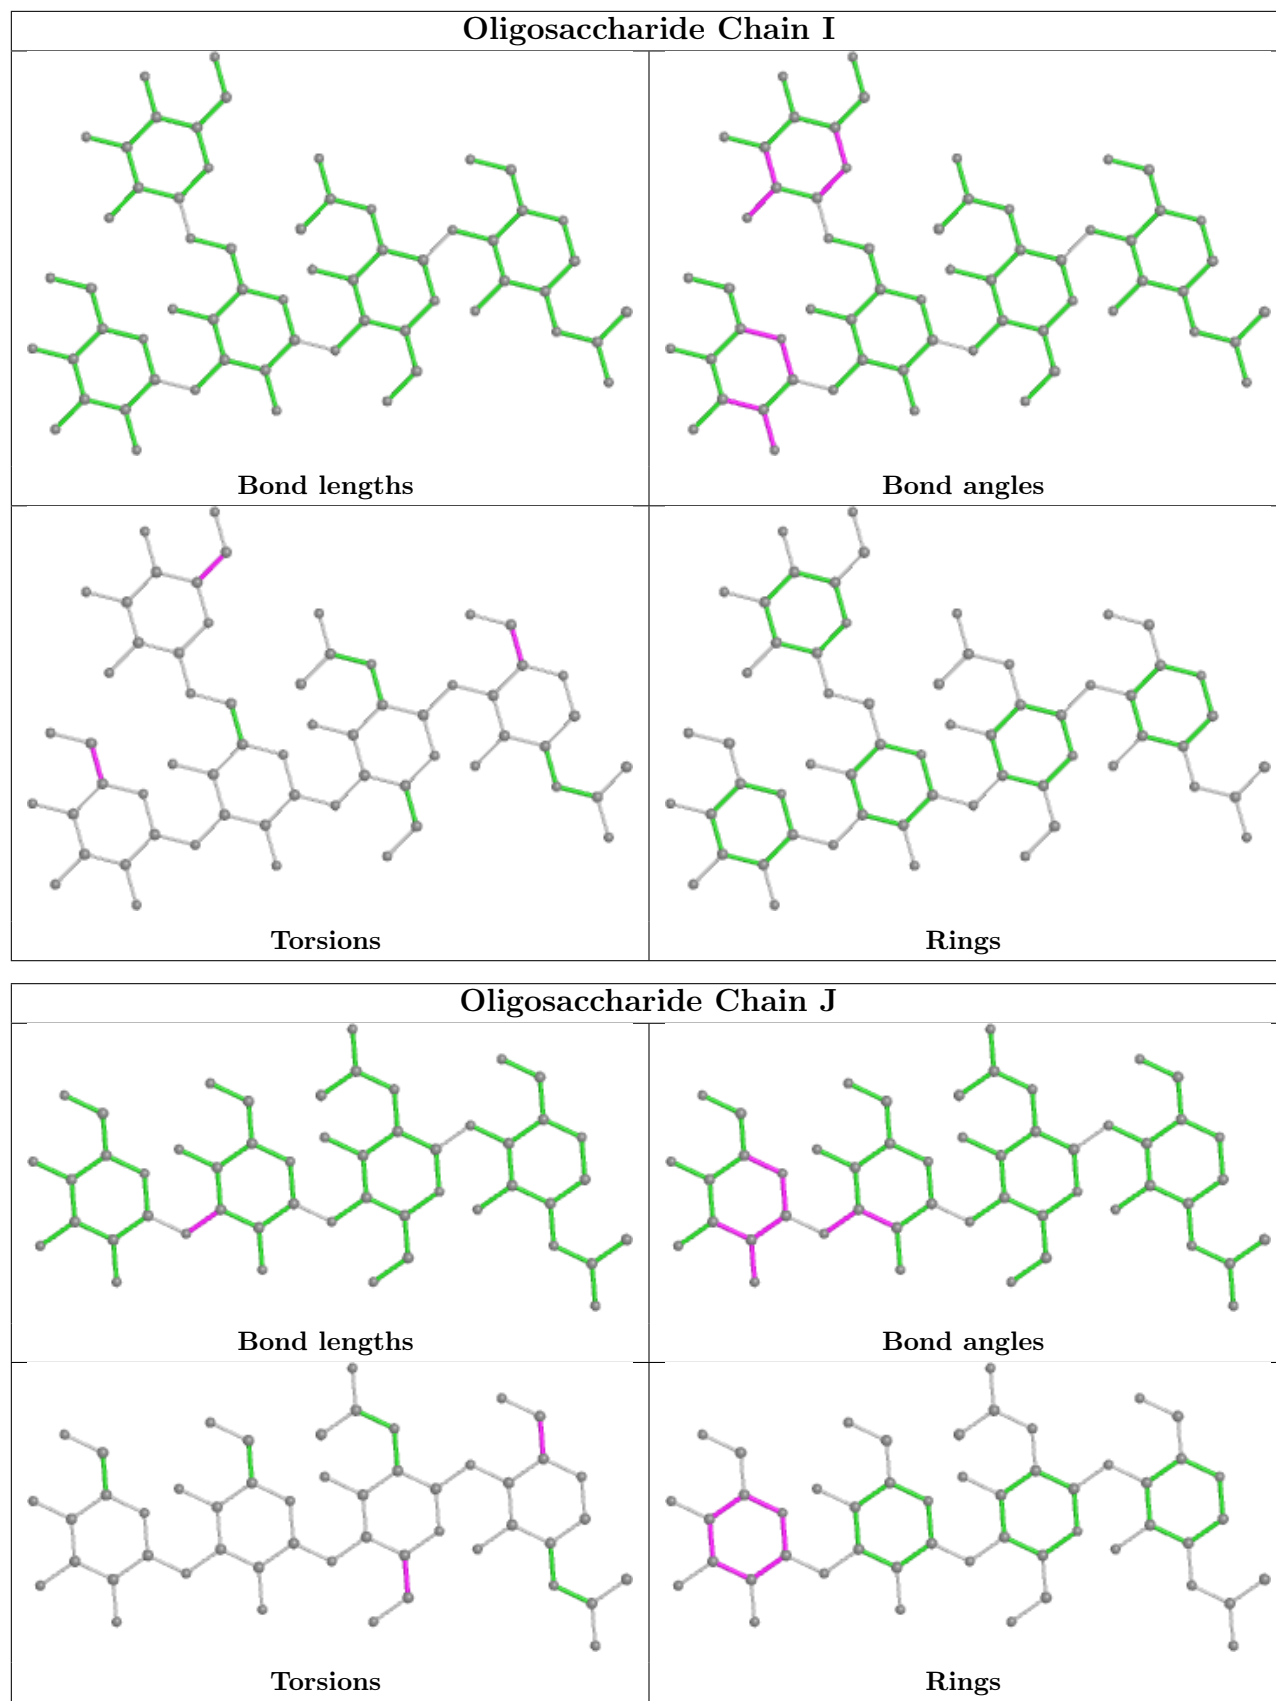 Oligosaccharide Chain I
Bond lengths
Bond angles
Torsions
Rings
Oligosaccharide Chain J
Bond lengths
Bond angles
Torsions
Rings